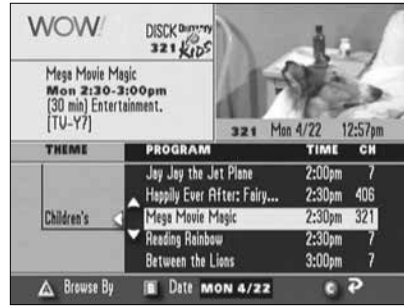 WOW!
DISCK Discovery
321 KIDS
Mega Movie Magic
Mon 2:30-3:00pm
(30 min) Entertainment.
[TV-Y7]
321 Mon 4/22 12:57pm
THEME PROGRAM TIME CH
Jay Jay the Jet Plane 2:00pm 7
Happily Ever After: Fairy... 2:30pm 406
Children's Mega Movie Magic 2:30pm 321
Reading Rainbow 2:30pm 7
Between the Lions 3:00pm 7
A Browse By B Date MON 4/22 C